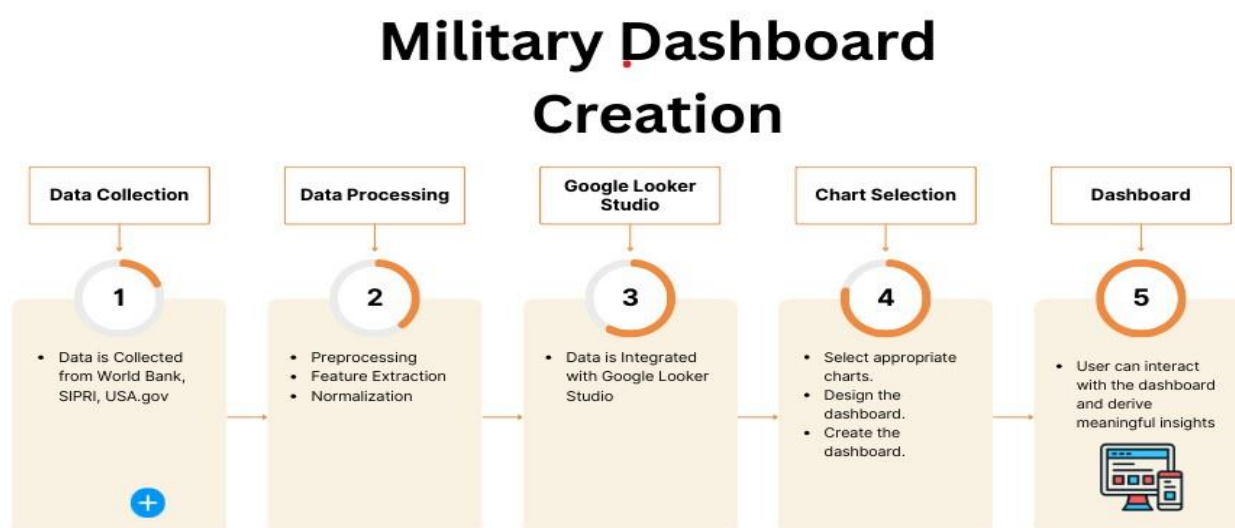 Military Dashboard
Creation
Data Collection
Data Processing
Google Looker
Studio
Chart Selection
Dashboard
1
2
3
4
5
• Data is Collected
from World Bank,
SIPRI, USA.gov
• Preprocessing
• Feature Extraction
• Normalization
• Data is Integrated
with Google Looker
Studio
• Select appropriate
charts.
• Design the
dashboard.
• Create the
dashboard.
• User can interact
with the dashboard
and derive
meaningful insights